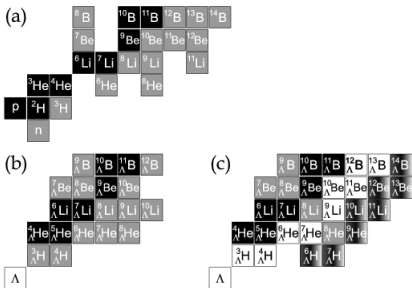 (a)
⁸B ¹⁰B ¹¹B ¹²B ¹³B ¹⁴B
⁷Be ⁹Be ¹⁰Be ¹¹Be ¹²Be
⁶Li ⁷Li ⁸Li ⁹Li ¹¹Li
³He ⁴He ⁶He ⁸He
p ²H ³H
n
(b)
⁹ΛB ¹⁰ΛB ¹¹ΛB ¹²ΛB
⁷ΛBe ⁸ΛBe ⁹ΛBe ¹⁰ΛBe
⁶ΛLi ⁷ΛLi ⁸ΛLi ⁹ΛLi ¹⁰ΛLi
⁴ΛHe ⁵ΛHe ⁶ΛHe ⁷ΛHe ⁸ΛHe
³ΛH ⁴ΛH
Λ
(c)
⁹ΛB ¹⁰ΛB ¹¹ΛB ¹²ΛB ¹³ΛB ¹⁴ΛB
⁷ΛBe ⁸ΛBe ⁹ΛBe ¹⁰ΛBe ¹¹ΛBe ¹²ΛBe ¹³ΛBe
⁶ΛLi ⁷ΛLi ⁸ΛLi ⁹ΛLi ¹⁰ΛLi
⁴ΛHe ⁵ΛHe ⁶ΛHe ⁷ΛHe ⁸ΛHe ⁹ΛHe
³ΛH ⁴ΛH ⁶ΛH ⁷ΛH
Λ